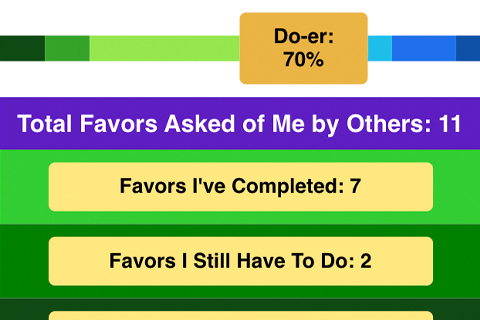 Do-er:
70%
Total Favors Asked of Me by Others: 11
Favors I've Completed: 7
Favors I Still Have To Do: 2